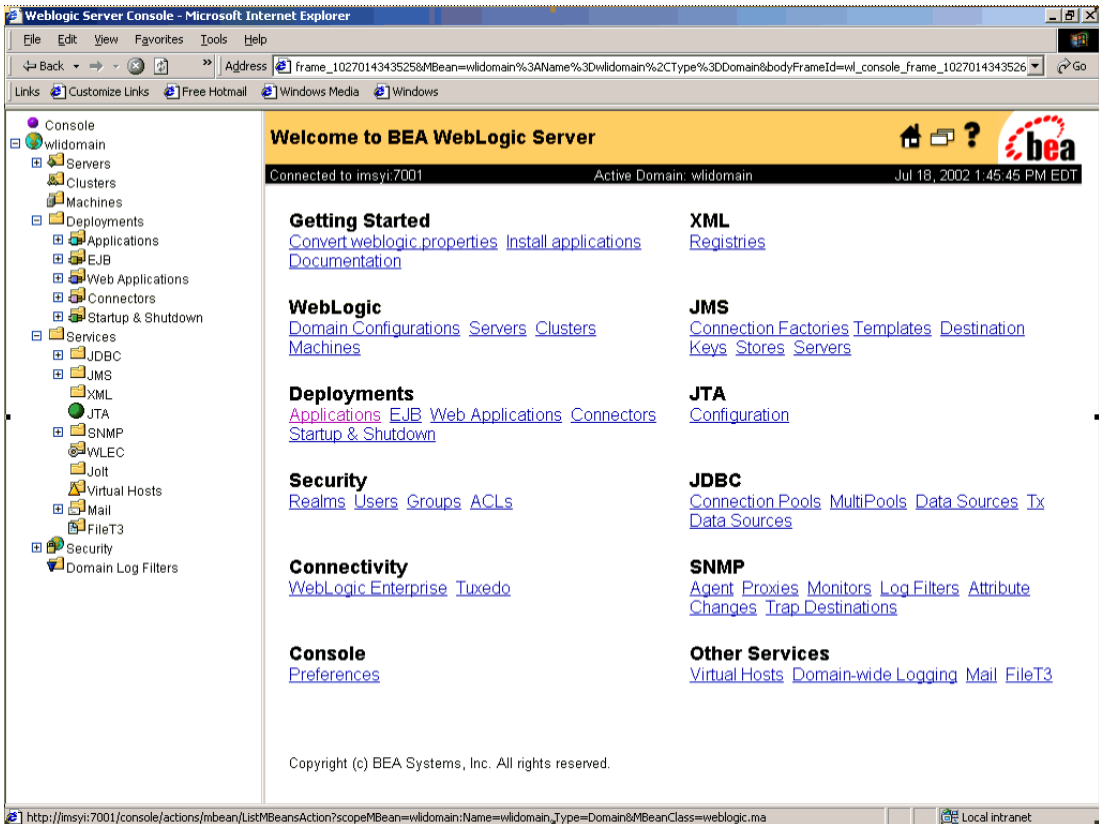 Weblogic Server Console - Microsoft Internet Explorer
File Edit View Favorites Tools Help
Back » Address frame_1027014343525&MBean=wlidomain%3AName%3Dwlidomain%2CType%3DDomain&bodyFrameId=wl_console_frame_1027014343526 Go
Links Customize Links Free Hotmail Windows Media Windows
Console
wlidomain
Servers
Clusters
Machines
Deployments
Applications
EJB
Web Applications
Connectors
Startup & Shutdown
Services
JDBC
JMS
XML
JTA
SNMP
WLEC
Jolt
Virtual Hosts
Mail
FileT3
Security
Domain Log Filters
Welcome to BEA WebLogic Server
? bea
Connected to imsyi:7001 Active Domain: wlidomain Jul 18, 2002 1:45:45 PM EDT
Getting Started
Convert weblogic.properties Install applications
Documentation
XML
Registries
WebLogic
Domain Configurations Servers Clusters
Machines
JMS
Connection Factories Templates Destination
Keys Stores Servers
Deployments
Applications EJB Web Applications Connectors
Startup & Shutdown
JTA
Configuration
Security
Realms Users Groups ACLs
JDBC
Connection Pools MultiPools Data Sources Tx
Data Sources
Connectivity
WebLogic Enterprise Tuxedo
SNMP
Agent Proxies Monitors Log Filters Attribute
Changes Trap Destinations
Console
Preferences
Other Services
Virtual Hosts Domain-wide Logging Mail FileT3
Copyright (c) BEA Systems, Inc. All rights reserved.
http://imsyi:7001/console/actions/mbean/ListMBeansAction?scopeMBean=wlidomain:Name=wlidomain,Type=Domain&MBeanClass=weblogic.ma Local intranet